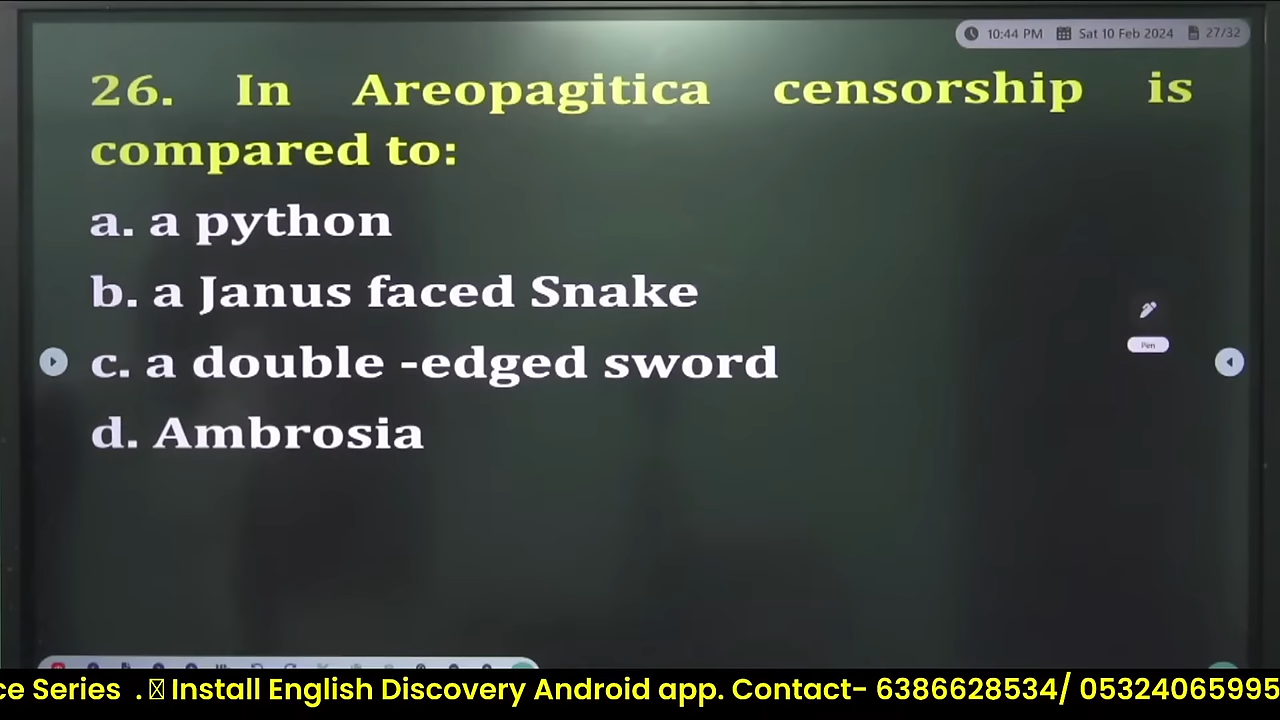 10:44 PM Sat 10 Feb 2024 27/32
26. In Areopagitica censorship is
compared to:
a. a python
b. a Janus faced Snake
Pen
c. a double -edged sword
d. Ambrosia
ce Series . Install English Discovery Android app. Contact- 6386628534/ 05324065995